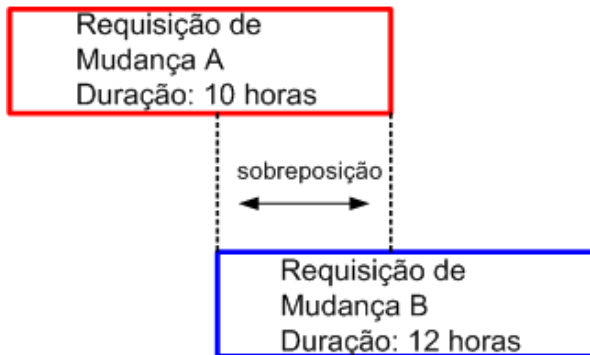 Requisição de
Mudança A
Duração: 10 horas
sobreposição
Requisição de
Mudança B
Duração: 12 horas